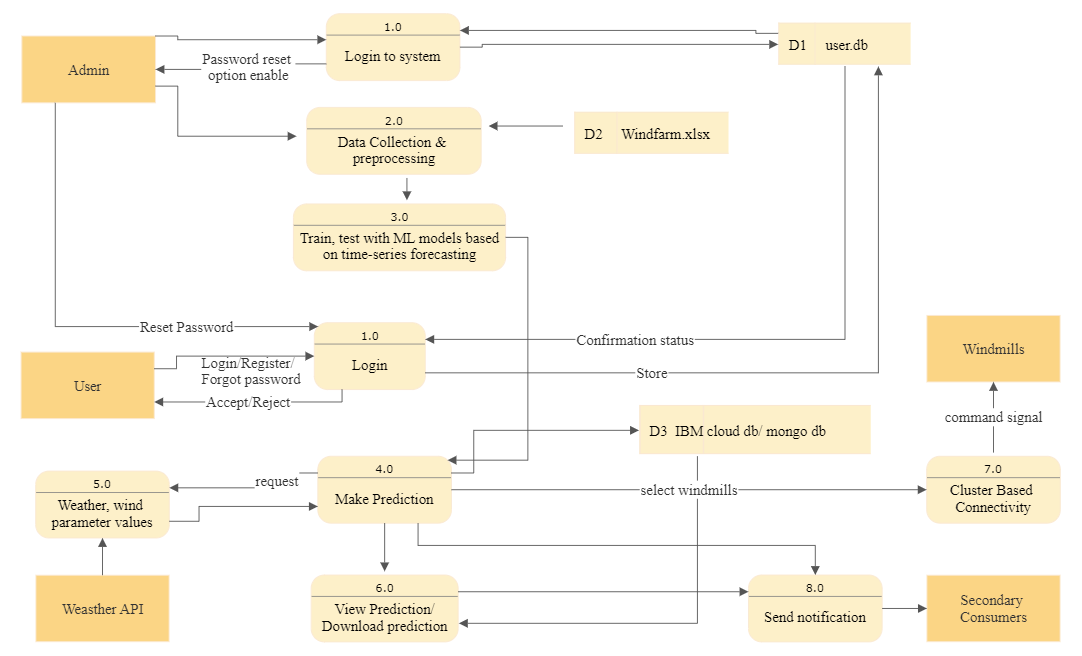 1.0
Login to system
D1 user.db
Admin
Password reset
option enable
2.0
Data Collection &
preprocessing
D2 Windfarm.xlsx
3.0
Train, test with ML models based
on time-series forecasting
Reset Password
1.0
Login
Confirmation status
Windmills
User
Login/Register/
Forgot password
Store
Accept/Reject
command signal
D3 IBM cloud db/ mongo db
4.0
Make Prediction
request
select windmills
7.0
Cluster Based
Connectivity
5.0
Weather, wind
parameter values
Weasther API
6.0
View Prediction/
Download prediction
8.0
Send notification
Secondary
Consumers